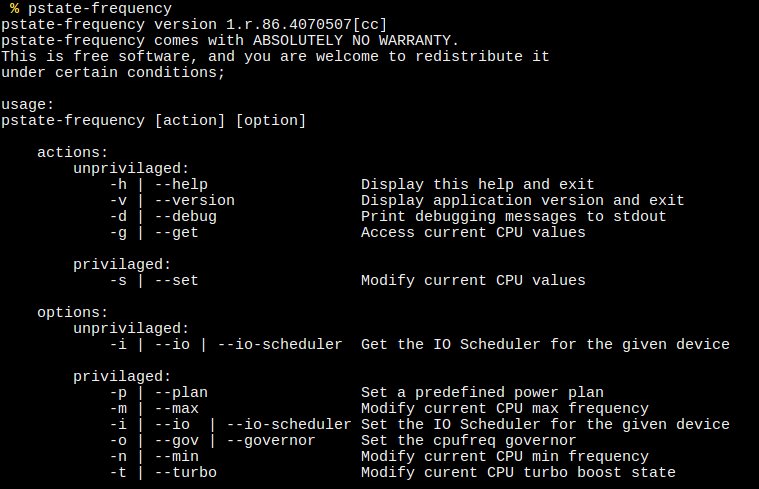 % pstate-frequency
pstate-frequency version 1.r.86.4070507[cc]
pstate-frequency comes with ABSOLUTELY NO WARRANTY.
This is free software, and you are welcome to redistribute it
under certain conditions;

usage:
pstate-frequency [action] [option]

    actions:
        unprivilaged:
            -h | --help                 Display this help and exit
            -v | --version              Display application version and exit
            -d | --debug                Print debugging messages to stdout
            -g | --get                  Access current CPU values

        privilaged:
            -s | --set                  Modify current CPU values

    options:
        unprivilaged:
            -i | --io | --io-scheduler  Get the IO Scheduler for the given device

        privilaged:
            -p | --plan                 Set a predefined power plan
            -m | --max                  Modify current CPU max frequency
            -i | --io  | --io-scheduler Set the IO Scheduler for the given device
            -o | --gov | --governor     Set the cpufreq governor
            -n | --min                  Modify current CPU min frequency
            -t | --turbo                Modify curent CPU turbo boost state